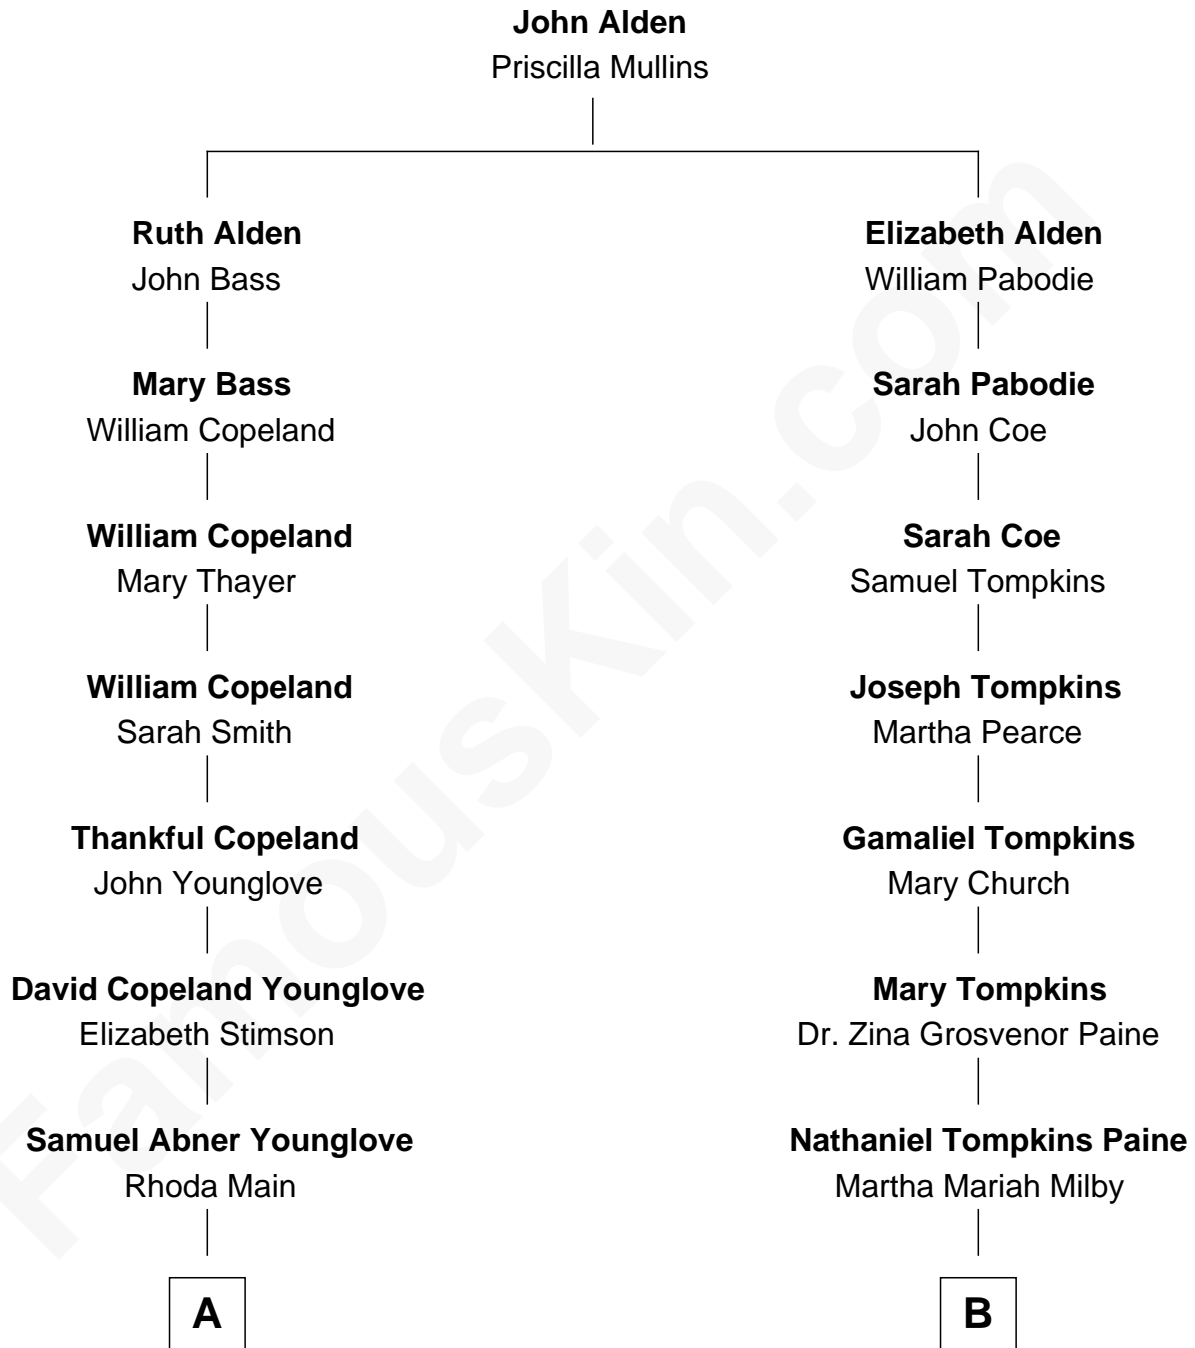 John Alden
Priscilla Mullins
Ruth Alden
John Bass
Elizabeth Alden
William Pabodie
Mary Bass
William Copeland
Sarah Pabodie
John Coe
William Copeland
Mary Thayer
Sarah Coe
Samuel Tompkins
William Copeland
Sarah Smith
Joseph Tompkins
Martha Pearce
Thankful Copeland
John Younglove
Gamaliel Tompkins
Mary Church
David Copeland Younglove
Elizabeth Stimson
Mary Tompkins
Dr. Zina Grosvenor Paine
Samuel Abner Younglove
Rhoda Main
Nathaniel Tompkins Paine
Martha Mariah Milby
A
B
FamousKin.com